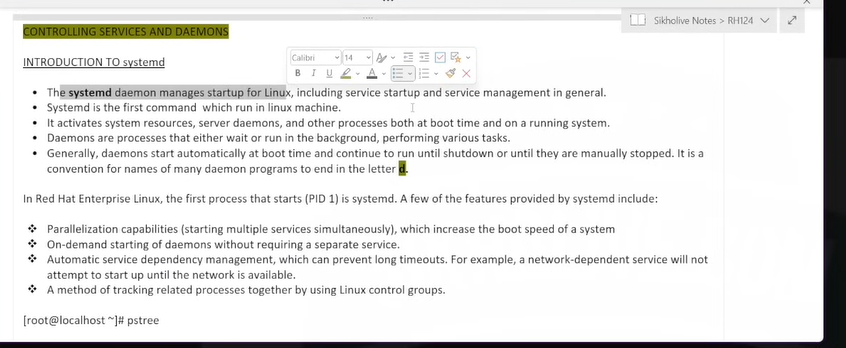 Sikholive Notes > RH124
CONTROLLING SERVICES AND DAEMONS
INTRODUCTION TO systemd
Calibri 14
B I U A
• The systemd daemon manages startup for Linux, including service startup and service management in general.
• Systemd is the first command which run in linux machine.
• It activates system resources, server daemons, and other processes both at boot time and on a running system.
• Daemons are processes that either wait or run in the background, performing various tasks.
• Generally, daemons start automatically at boot time and continue to run until shutdown or until they are manually stopped. It is a
convention for names of many daemon programs to end in the letter d.
In Red Hat Enterprise Linux, the first process that starts (PID 1) is systemd. A few of the features provided by systemd include:
❖ Parallelization capabilities (starting multiple services simultaneously), which increase the boot speed of a system
❖ On-demand starting of daemons without requiring a separate service.
❖ Automatic service dependency management, which can prevent long timeouts. For example, a network-dependent service will not
attempt to start up until the network is available.
❖ A method of tracking related processes together by using Linux control groups.
[root@localhost ~]# pstree